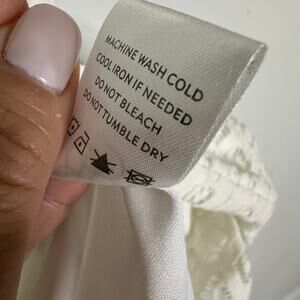 MACHINE WASH COLD
COOL IRON IF NEEDED
DO NOT BLEACH
DO NOT TUMBLE DRY